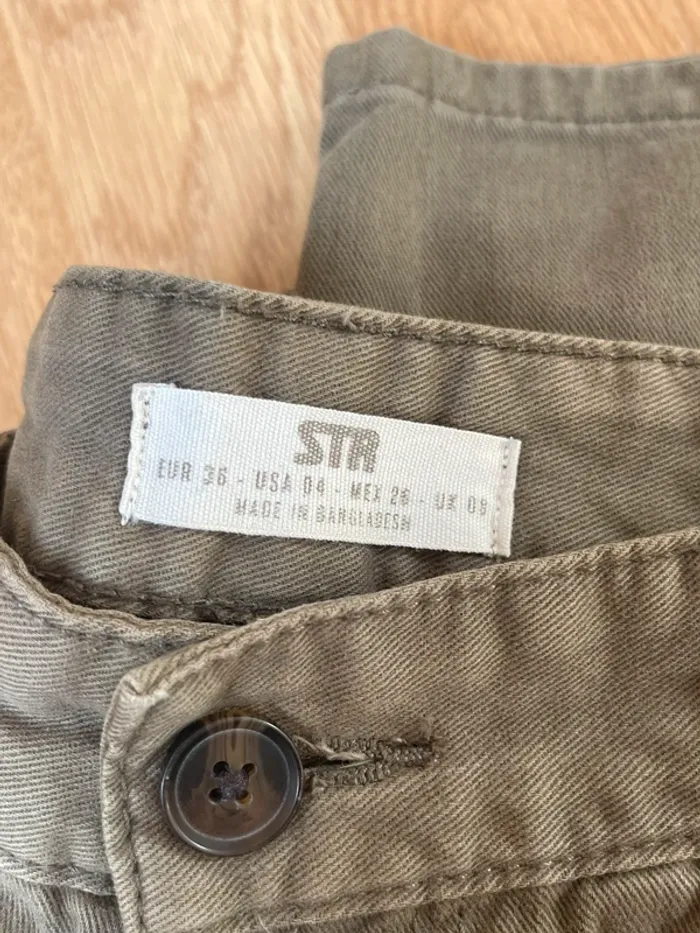 STR
EUR 36 - USA 04 - MEX 26 - UK 08
MADE IN BANGLADESH